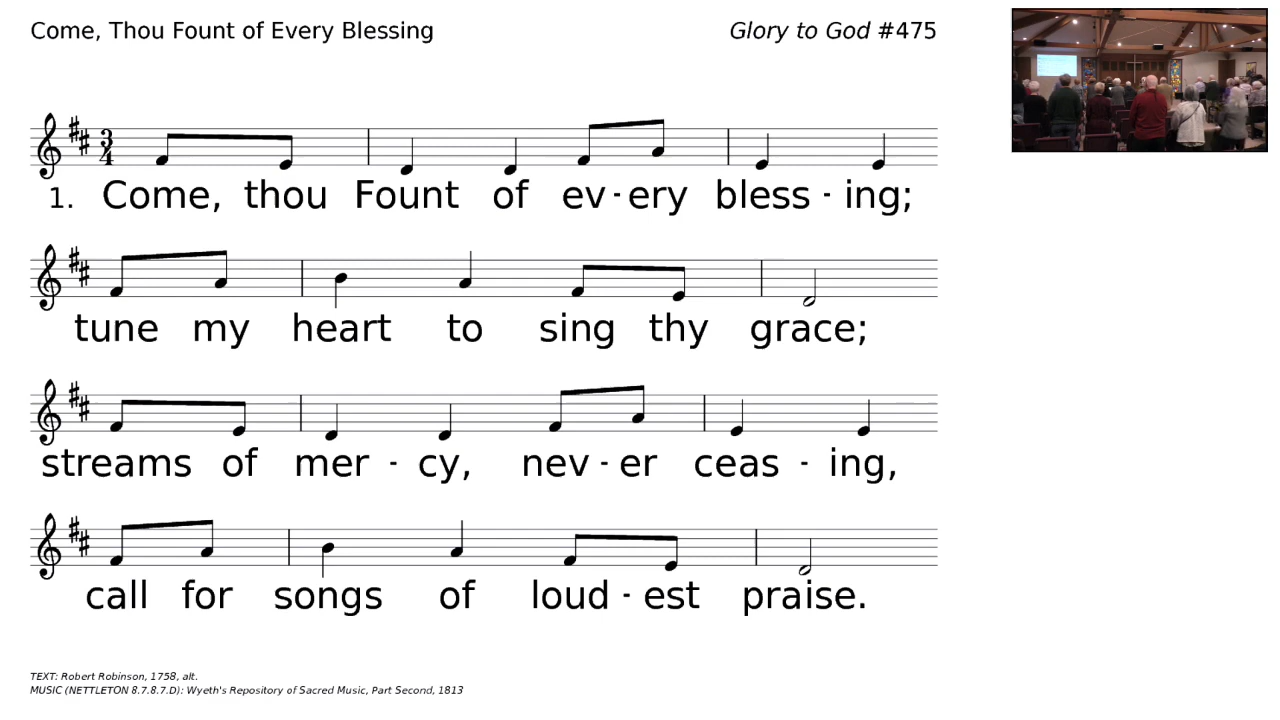 Come, Thou Fount of Every Blessing
Glory to God #475
3
4
1. Come, thou Fount of ev - ery bless - ing;
tune my heart to sing thy grace;
streams of mer - cy, nev - er ceas - ing,
call for songs of loud - est praise.
TEXT: Robert Robinson, 1758, alt.
MUSIC (NETTLETON 8.7.8.7.D): Wyeth's Repository of Sacred Music, Part Second, 1813